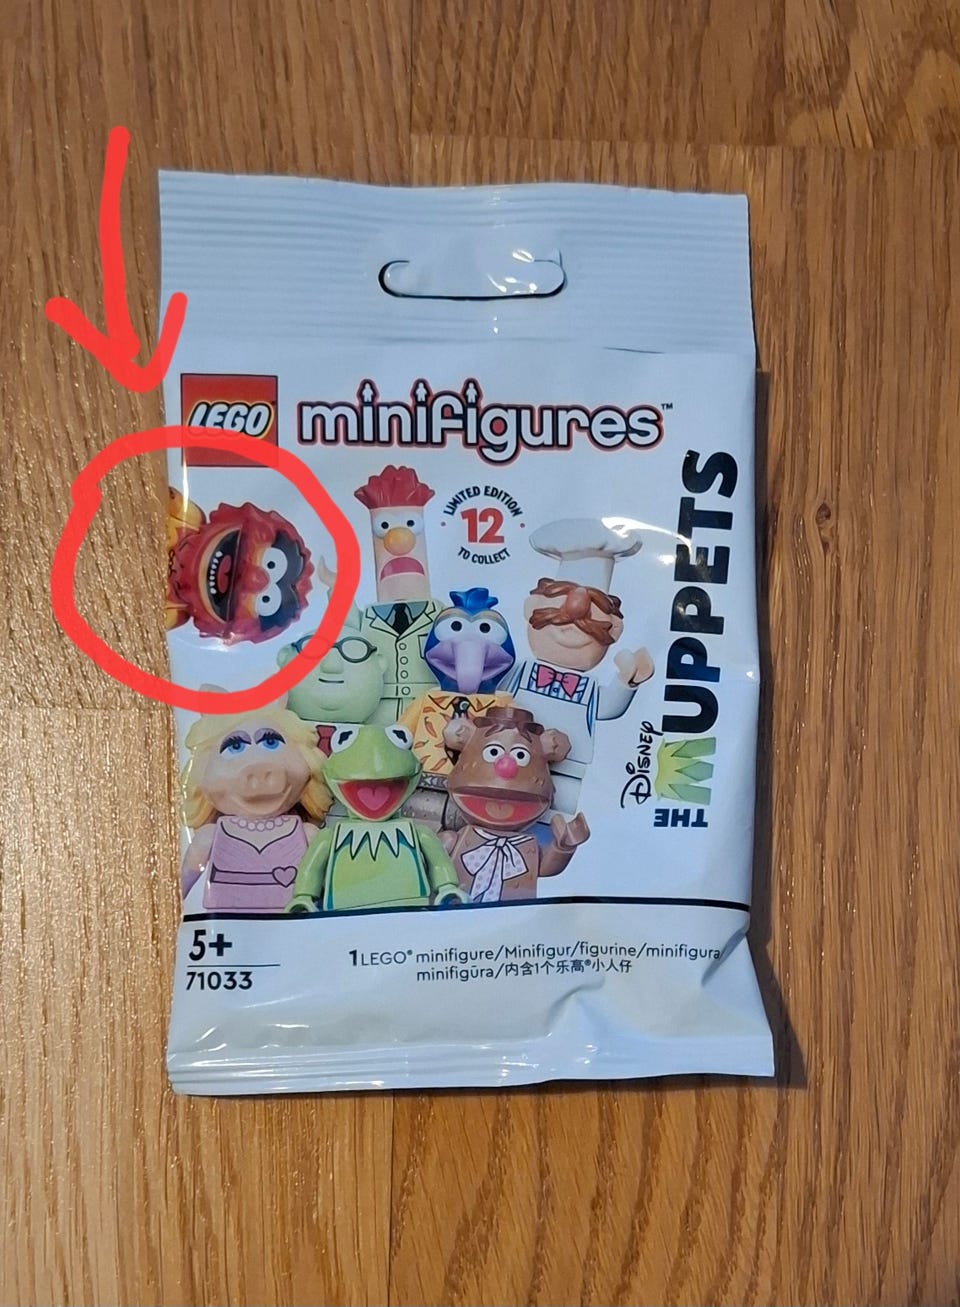 LEGO
minifigures™
LIMITED EDITION
12
TO COLLECT
Disney
THE MUPPETS
5+
71033
1 LEGO® minifigure/Minifigur/figurine/minifigura
minifigūra/内含1个乐高®小人仔